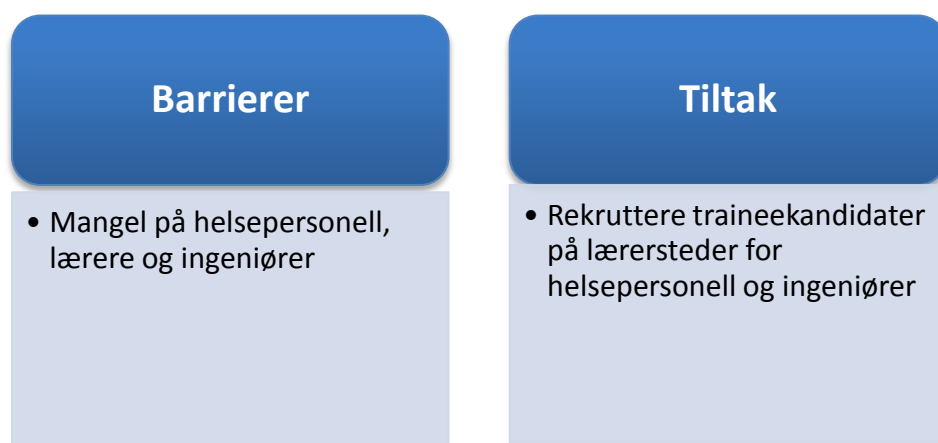 Barrierer
• Mangel på helsepersonell,
lærere og ingeniører
Tiltak
• Rekruttere traineekandidater
på lærersteder for
helsepersonell og ingeniører